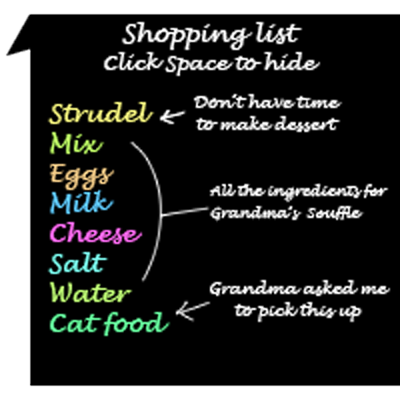 Shopping list
Click Space to hide
Strudel
Don't have time
to make dessert
Mix
Eggs
Milk
Cheese
Salt
Water
All the ingredients for
Grandma's Souffle
Cat food
Grandma asked me
to pick this up